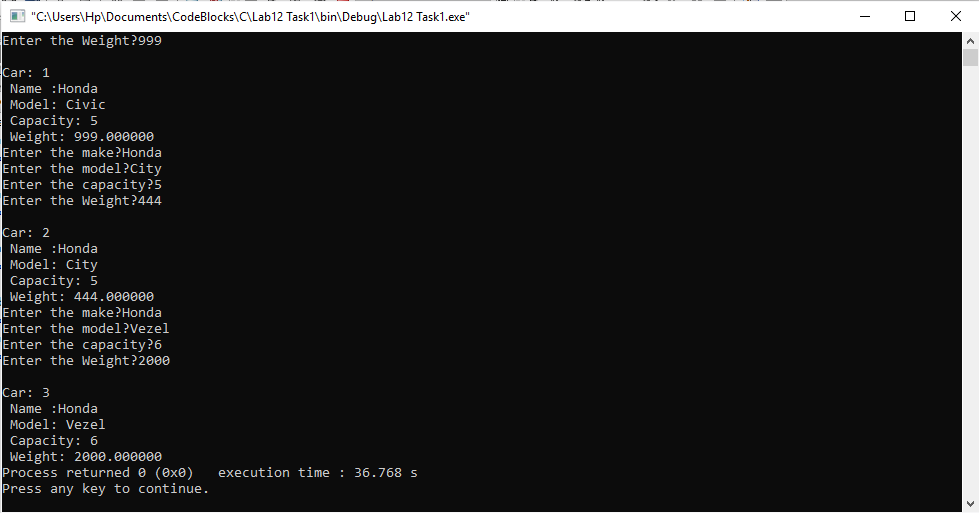 "C:\Users\Hp\Documents\CodeBlocks\C\Lab12 Task1\bin\Debug\Lab12 Task1.exe"
Enter the Weight?999
Car: 1
Name :Honda
Model: Civic
Capacity: 5
Weight: 999.000000
Enter the make?Honda
Enter the model?City
Enter the capacity?5
Enter the Weight?444
Car: 2
Name :Honda
Model: City
Capacity: 5
Weight: 444.000000
Enter the make?Honda
Enter the model?Vezel
Enter the capacity?6
Enter the Weight?2000
Car: 3
Name :Honda
Model: Vezel
Capacity: 6
Weight: 2000.000000
Process returned 0 (0x0)   execution time : 36.768 s
Press any key to continue.